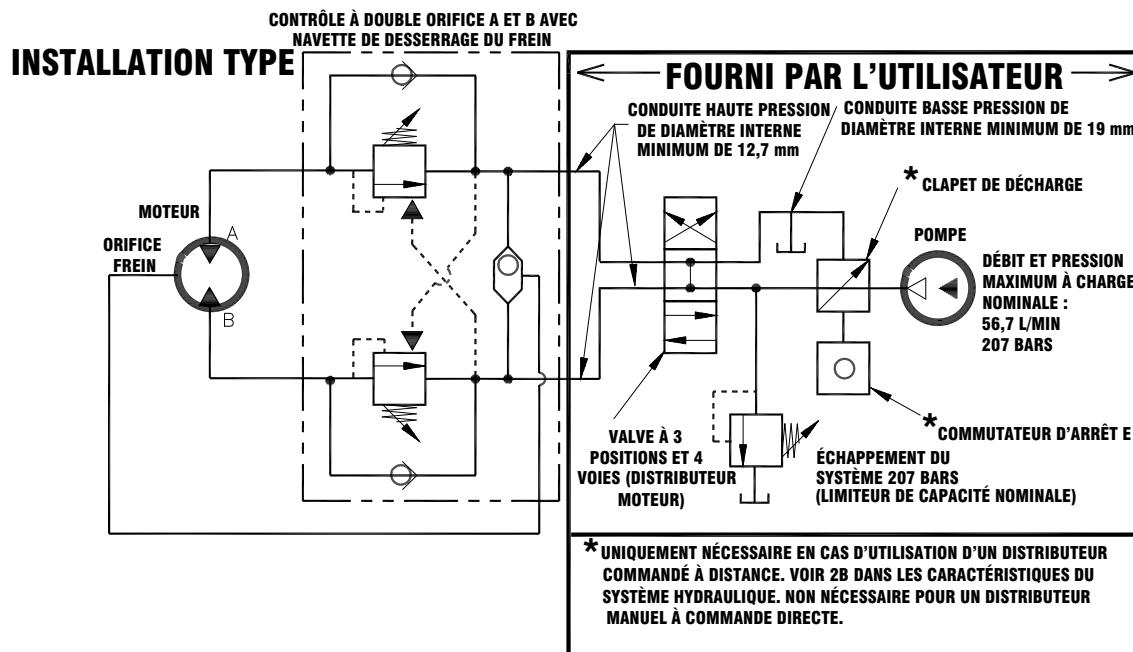 CONTRÔLE À DOUBLE ORIFICE A ET B AVEC
NAVETTE DE DESSERRAGE DU FREIN
INSTALLATION TYPE
FOURNI PAR L'UTILISATEUR
CONDUITE HAUTE PRESSION
DE DIAMÈTRE INTERNE
MINIMUM DE 12,7 mm
CONDUITE BASSE PRESSION DE
DIAMÈTRE INTERNE MINIMUM DE 19 mm
* CLAPET DE DÉCHARGE
MOTEUR
A
ORIFICE
FREIN
B
POMPE
DÉBIT ET PRESSION
MAXIMUM À CHARGE
NOMINALE :
56,7 L/MIN
207 BARS
* COMMUTATEUR D'ARRÊT E
VALVE À 3
POSITIONS ET 4
VOIES (DISTRIBUTEUR
MOTEUR)
ÉCHAPPEMENT DU
SYSTÈME 207 BARS
(LIMITEUR DE CAPACITÉ NOMINALE)
* UNIQUEMENT NÉCESSAIRE EN CAS D'UTILISATION D'UN DISTRIBUTEUR
COMMANDÉ À DISTANCE. VOIR 2B DANS LES CARACTÉRISTIQUES DU
SYSTÈME HYDRAULIQUE. NON NÉCESSAIRE POUR UN DISTRIBUTEUR
MANUEL À COMMANDE DIRECTE.